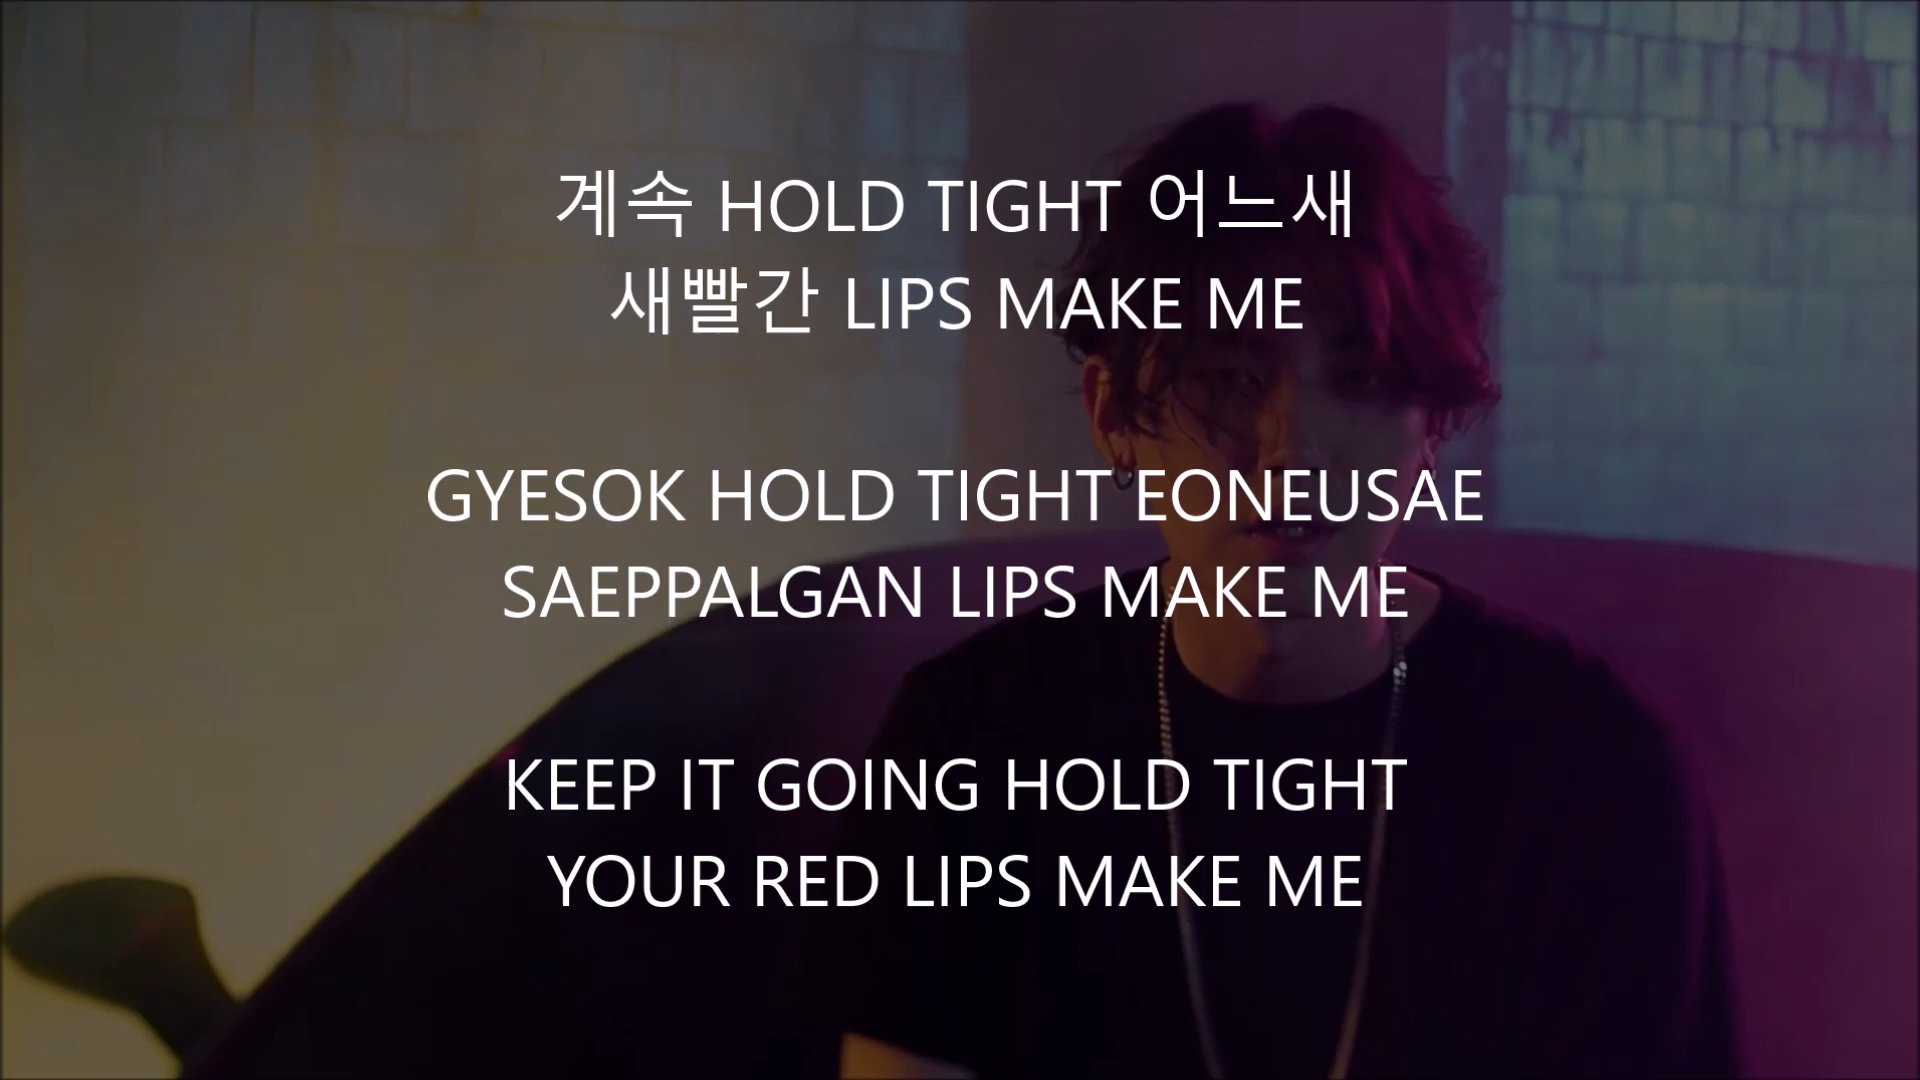 계속 HOLD TIGHT 어느새
새빨간 LIPS MAKE ME
GYESOK HOLD TIGHT EONEUSAE
SAEPPALGAN LIPS MAKE ME
KEEP IT GOING HOLD TIGHT
YOUR RED LIPS MAKE ME